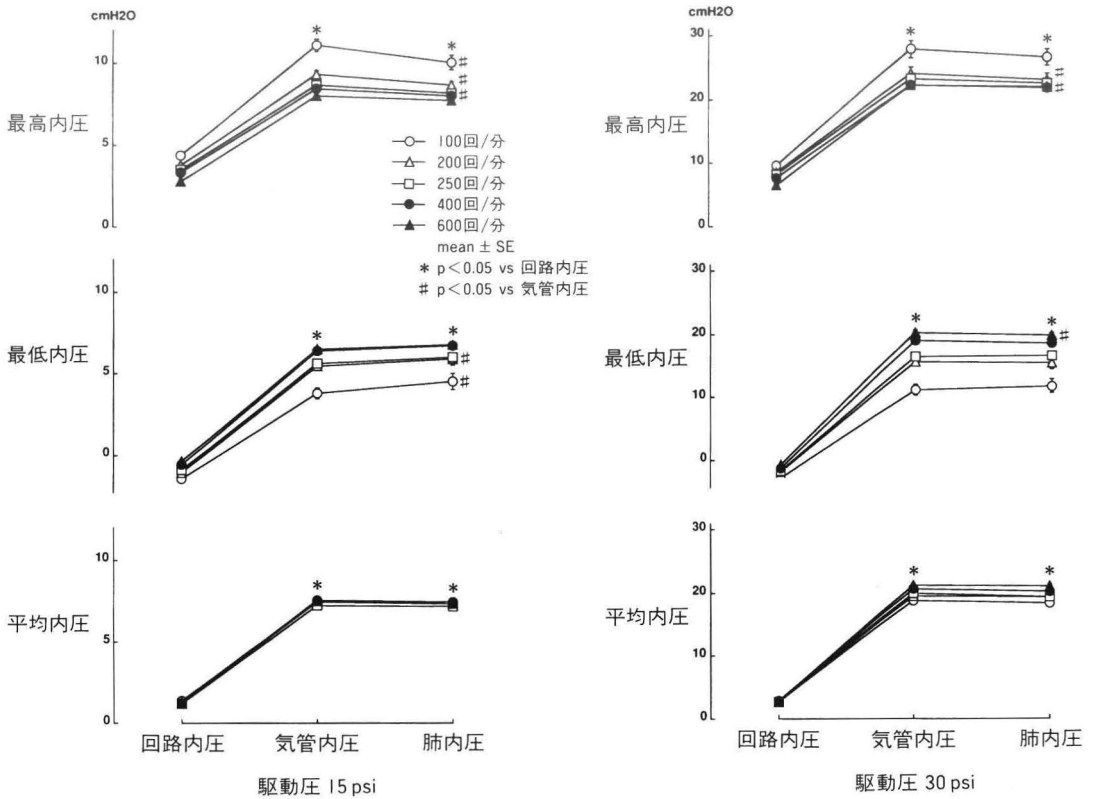 cmH2O
10
5
0
最高内圧
* *
#
#
#
100回/分
200回/分
250回/分
400回/分
600回/分
mean ± SE
* p<0.05 vs 回路内圧
# p<0.05 vs 気管内圧
10
5
0
最低内圧
* *
#
#
10
5
0
平均内圧
* *
回路内圧 気管内圧 肺内圧
駆動圧 15 psi
cmH2O
30
20
10
0
最高内圧
* *
#
#
30
20
10
0
最低内圧
* *
#
30
20
10
0
平均内圧
* *
回路内圧 気管内圧 肺内圧
駆動圧 30 psi